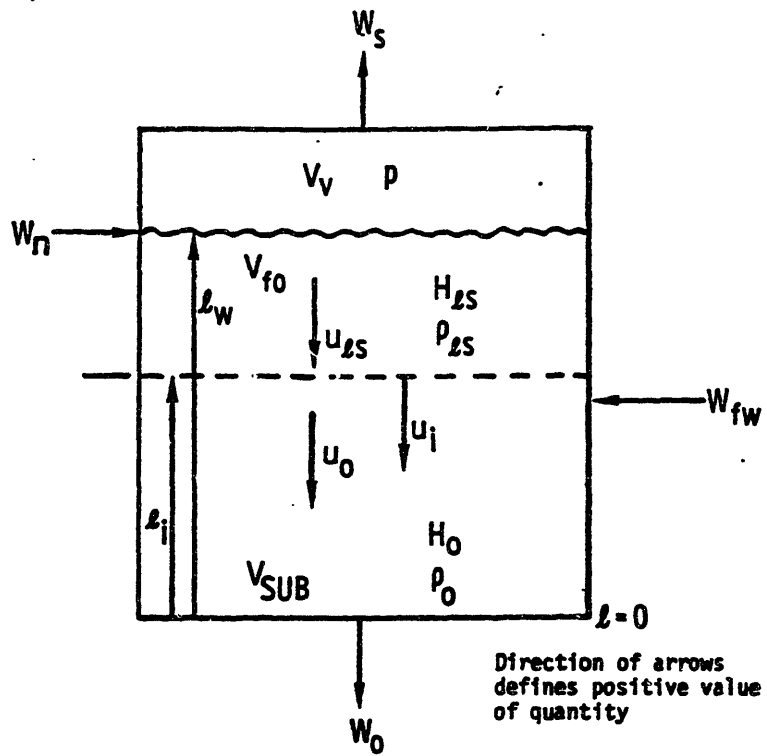 W_s
V_v p
W_n
V_fo
ℓ_w
H_ℓs
u_ℓs
ρ_ℓs
W_fw
u_i
u_o
ℓ_i
H_o
V_SUB
ρ_o
ℓ=0
Direction of arrows
defines positive value
of quantity
W_o